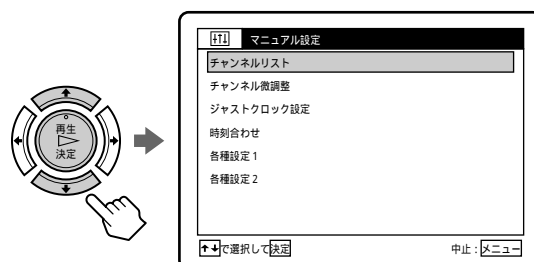 再生
決定
マニュアル設定
チャンネルリスト
チャンネル微調整
ジャストクロック設定
時刻合わせ
各種設定1
各種設定2
↑↓で選択して決定 中止：メニュー